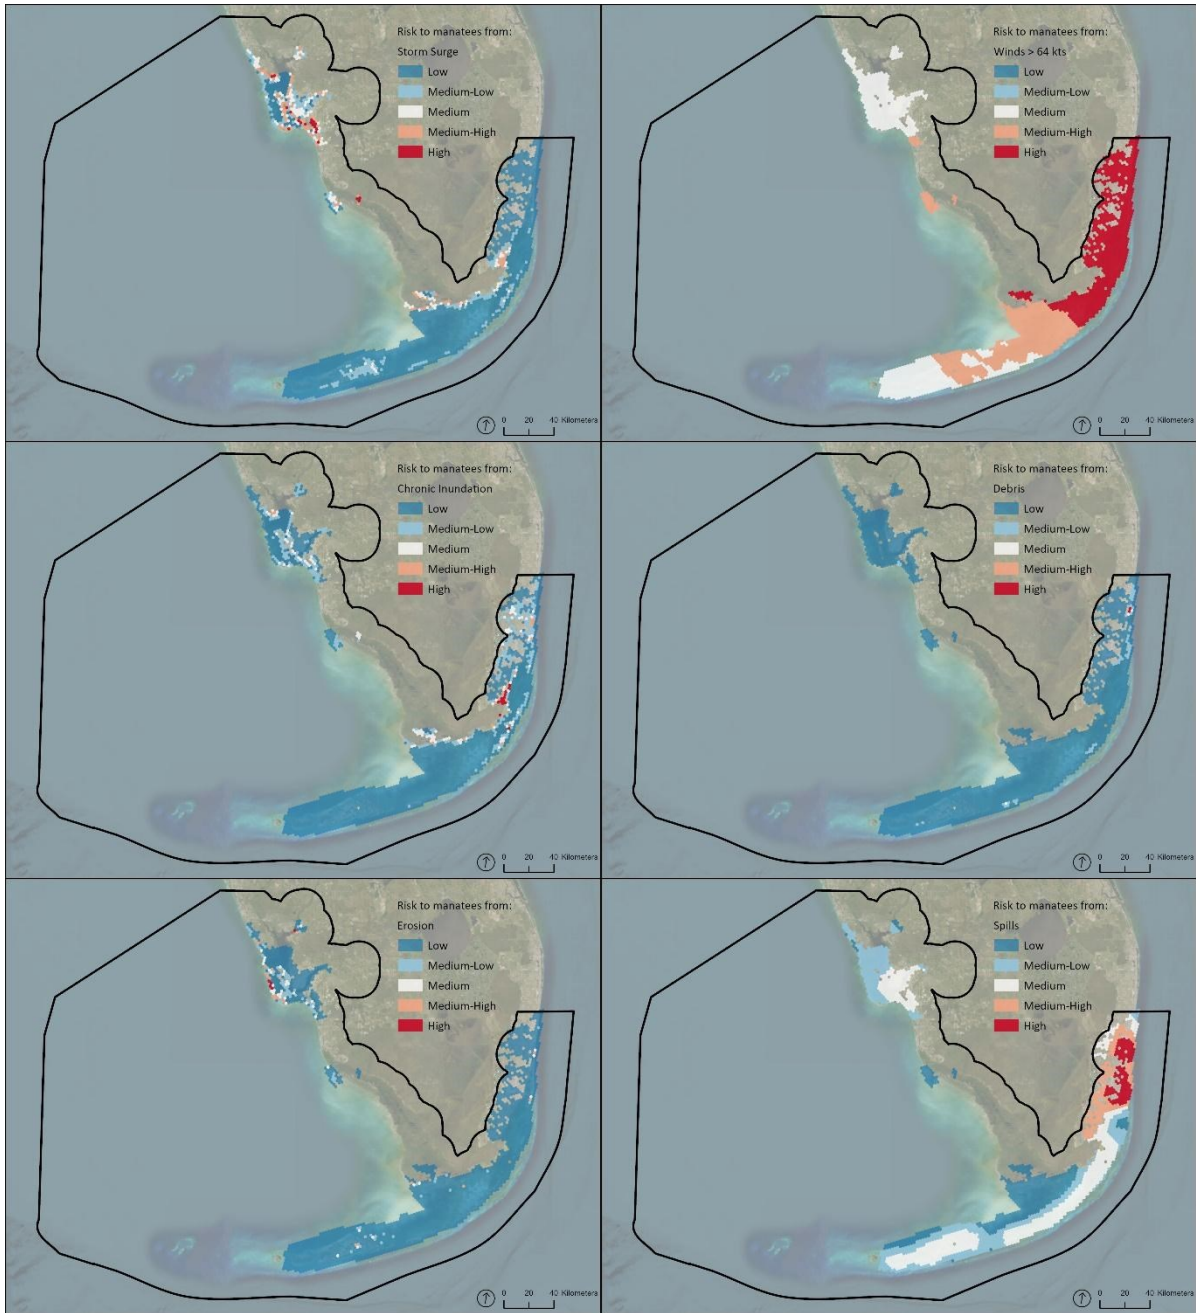 Risk to manatees from:
Storm Surge
Low
Medium-Low
Medium
Medium-High
High
0 20 40 Kilometers
Risk to manatees from:
Winds > 64 kts
Low
Medium-Low
Medium
Medium-High
High
0 20 40 Kilometers
Risk to manatees from:
Chronic Inundation
Low
Medium-Low
Medium
Medium-High
High
0 20 40 Kilometers
Risk to manatees from:
Debris
Low
Medium-Low
Medium
Medium-High
High
0 20 40 Kilometers
Risk to manatees from:
Erosion
Low
Medium-Low
Medium
Medium-High
High
0 20 40 Kilometers
Risk to manatees from:
Spills
Low
Medium-Low
Medium
Medium-High
High
0 20 40 Kilometers